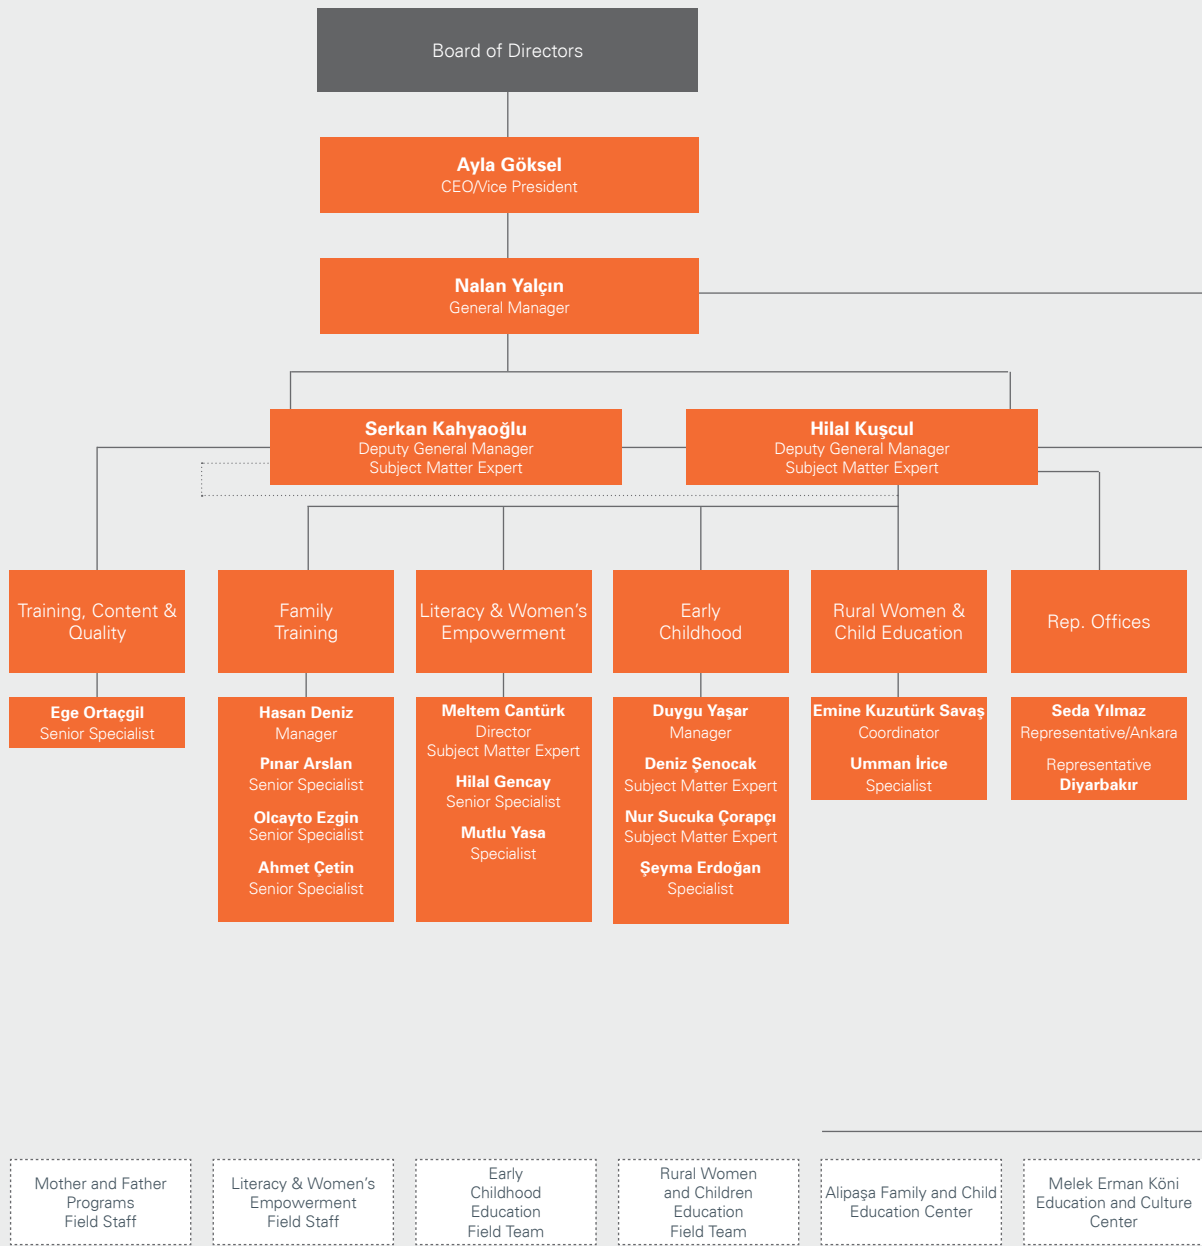 Board of Directors
Ayla Göksel
CEO/Vice President
Nalan Yalçın
General Manager
Serkan Kahyaoğlu
Deputy General Manager
Subject Matter Expert
Hilal Kuşcul
Deputy General Manager
Subject Matter Expert
Training, Content &
Quality
Family
Training
Literacy & Women's
Empowerment
Early
Childhood
Rural Women &
Child Education
Rep. Offices
Ege Ortaçgil
Senior Specialist
Hasan Deniz
Manager
Pınar Arslan
Senior Specialist
Olcayto Ezgin
Senior Specialist
Ahmet Çetin
Senior Specialist
Meltem Cantürk
Director
Subject Matter Expert
Hilal Gencay
Senior Specialist
Mutlu Yasa
Specialist
Duygu Yaşar
Manager
Deniz Şenocak
Subject Matter Expert
Nur Sucuka Çorapçı
Subject Matter Expert
Şeyma Erdoğan
Specialist
Emine Kuzutürk Savaş
Coordinator
Umman İrice
Specialist
Seda Yılmaz
Representative/Ankara
Representative
Diyarbakır
Mother and Father
Programs
Field Staff
Literacy & Women's
Empowerment
Field Staff
Early
Childhood
Education
Field Team
Rural Women
and Children
Education
Field Team
Alipaşa Family and Child
Education Center
Melek Erman Köni
Education and Culture
Center